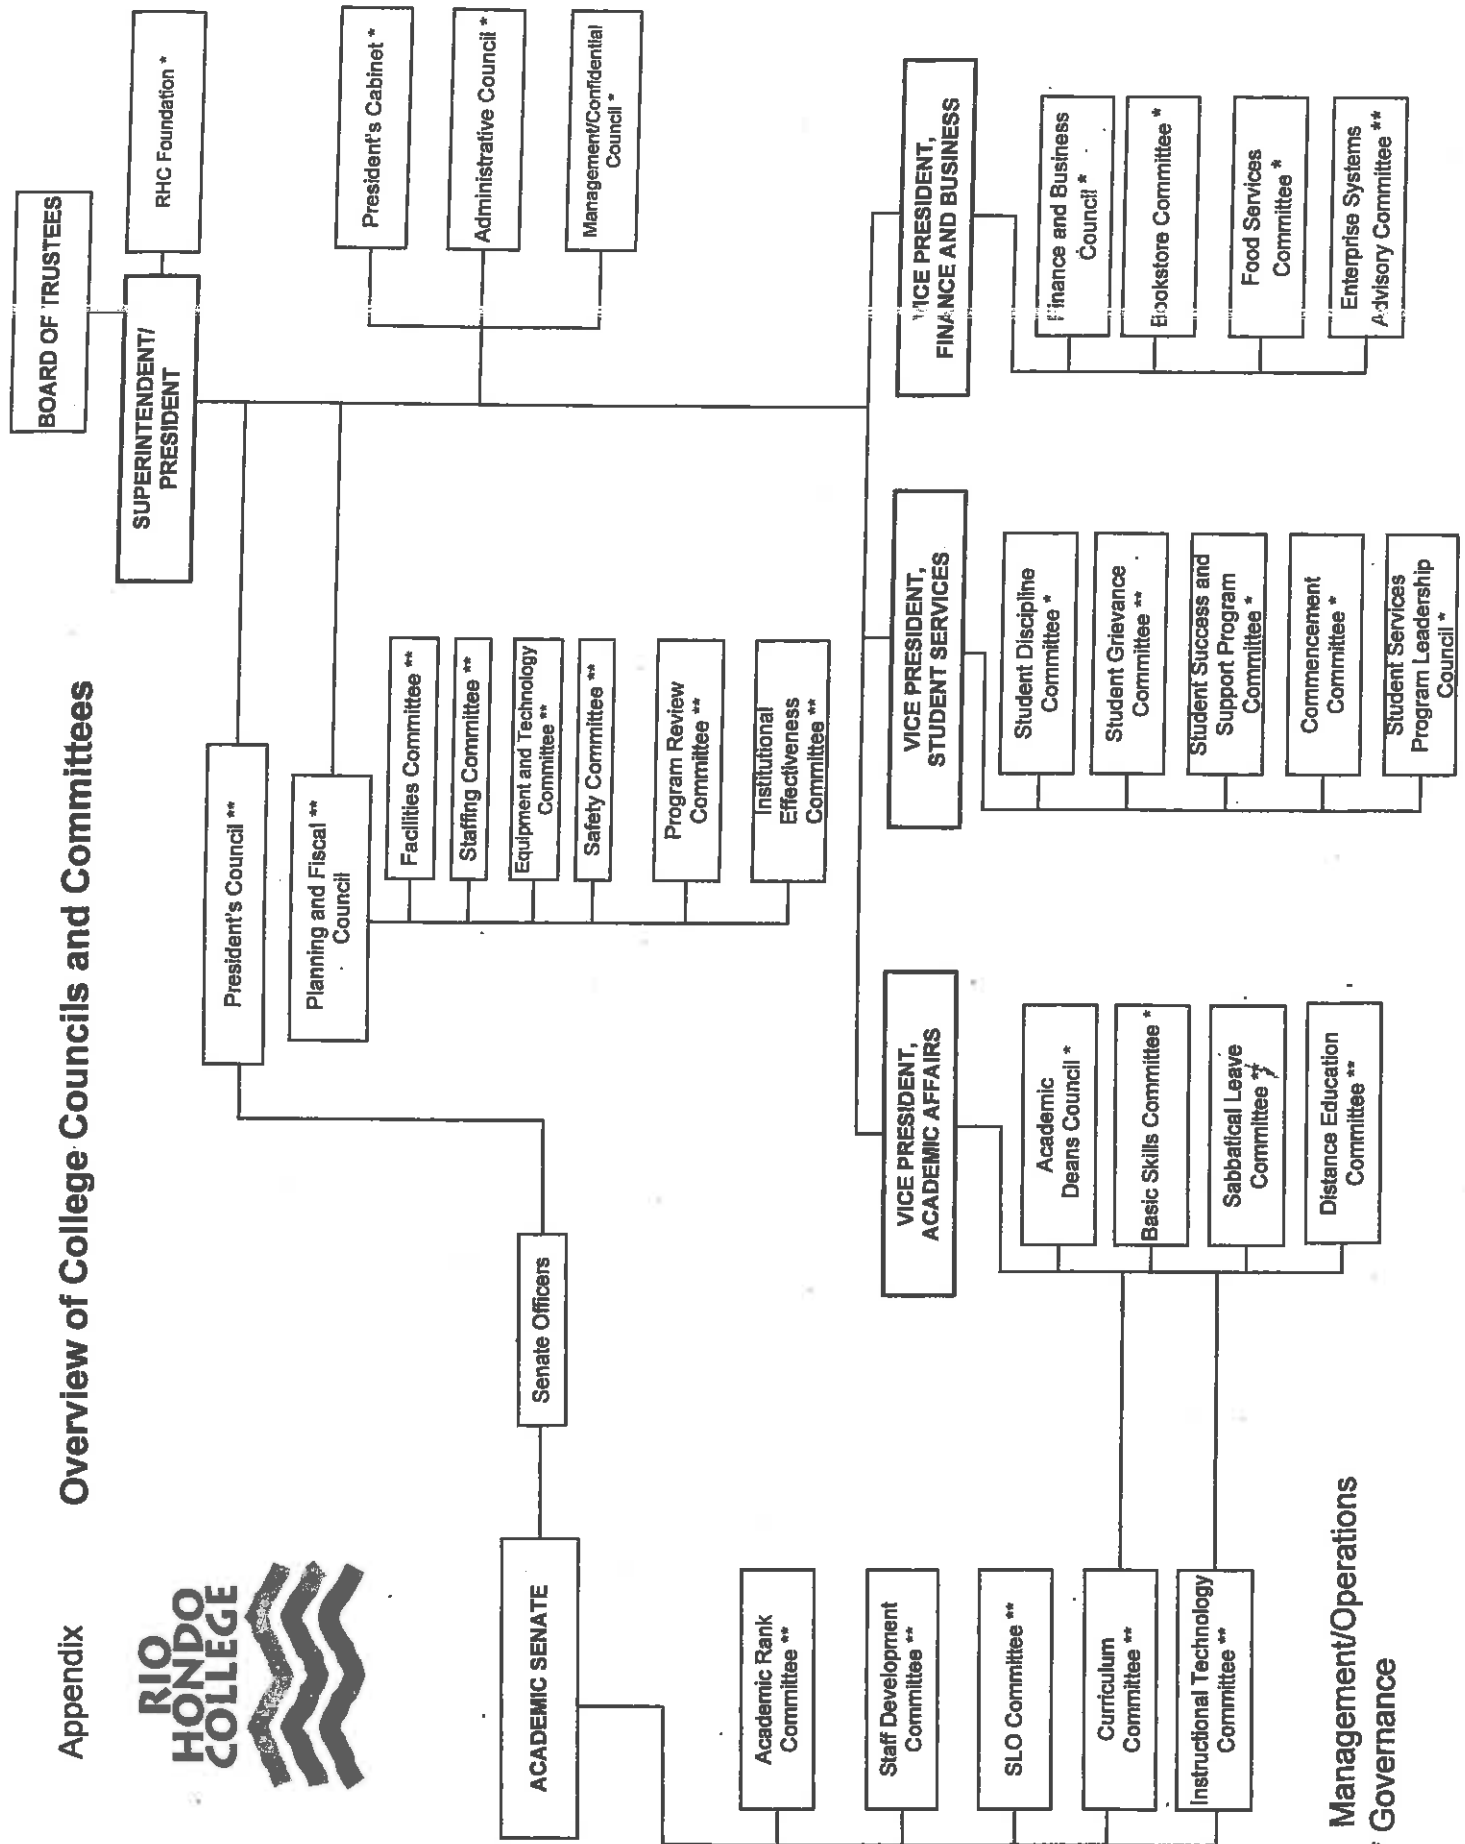 Appendix
Overview of College Councils and Committees
RIO
HONDO
COLLEGE
BOARD OF TRUSTEES
SUPERINTENDENT/
PRESIDENT
RHC Foundation *
President's Council **
Planning and Fiscal **
Council
President's Cabinet *
Administrative Council *
Management/Confidential
Council *
Facilities Committee **
Staffing Committee **
Equipment and Technology
Committee **
Safety Committee **
Program Review
Committee **
Institutional
Effectiveness
Committee **
ACADEMIC SENATE
Senate Officers
Academic Rank
Committee **
Staff Development
Committee **
SLO Committee **
Curriculum
Committee **
Instructional Technology
Committee **
VICE PRESIDENT,
ACADEMIC AFFAIRS
Academic
Deans Council *
Basic Skills Committee *
Sabbatical Leave
Committee **
Distance Education
Committee **
VICE PRESIDENT,
STUDENT SERVICES
Student Discipline
Committee *
Student Grievance
Committee **
Student Success and
Support Program
Committee *
Commencement
Committee *
Student Services
Program Leadership
Council *
VICE PRESIDENT,
FINANCE AND BUSINESS
Finance and Business
Council *
Bookstore Committee *
Food Services
Committee *
Enterprise Systems
Advisory Committee **
Management/Operations
Governance